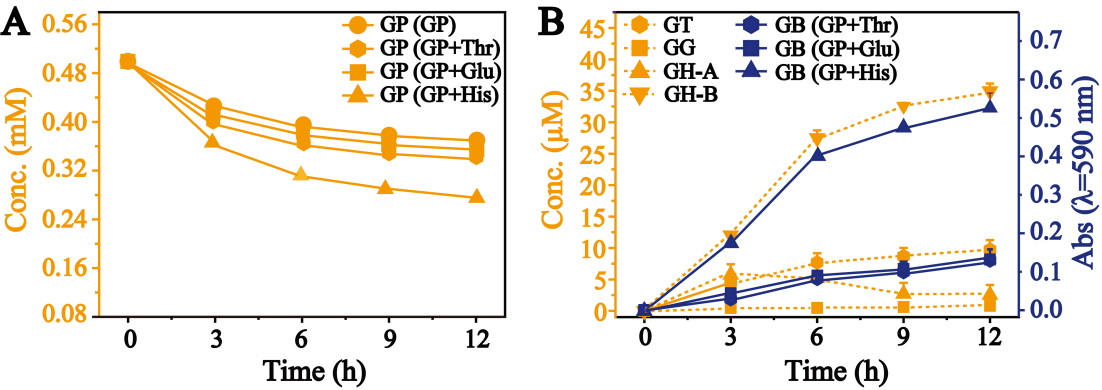 A
Conc. (mM)
0.56
0.48
0.40
0.32
0.24
0.16
0.08
GP (GP)
GP (GP+Thr)
GP (GP+Glu)
GP (GP+His)
0 3 6 9 12
Time (h)
B
Conc. (μM)
45
40
35
30
25
20
15
10
5
0
GT
GG
GH-A
GH-B
GB (GP+Thr)
GB (GP+Glu)
GB (GP+His)
0.7
0.6
0.5
0.4
0.3
0.2
0.1
0.0
Abs (λ=590 nm)
0 3 6 9 12
Time (h)